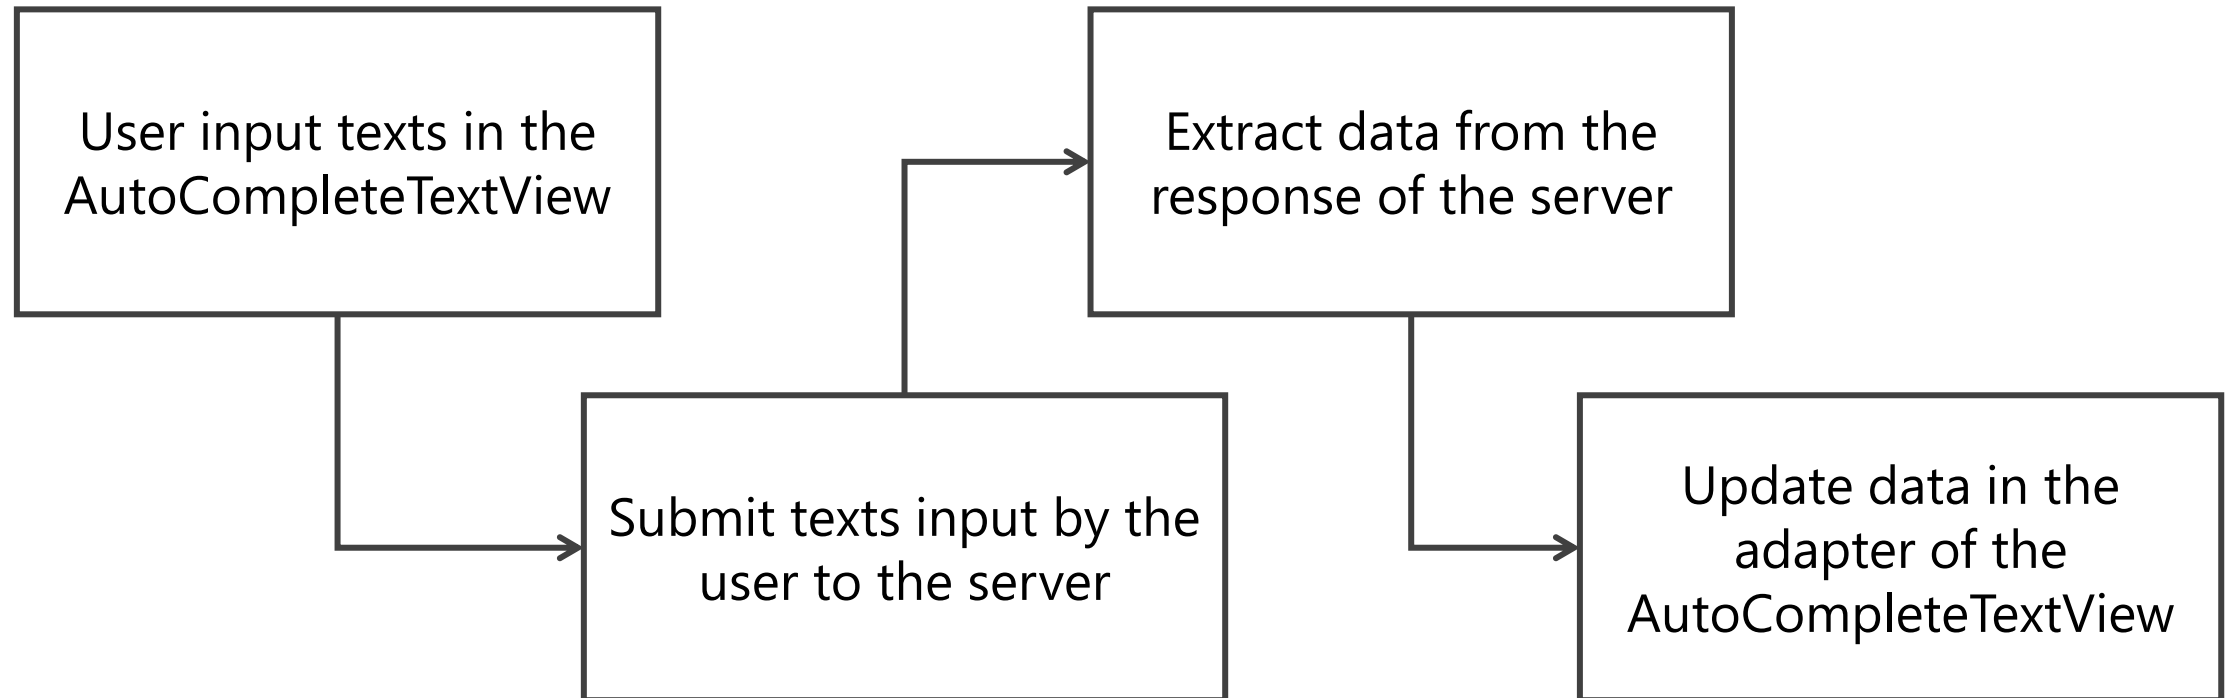 User input texts in the
AutoCompleteTextView
Submit texts input by the
user to the server
Extract data from the
response of the server
Update data in the
adapter of the
AutoCompleteTextView